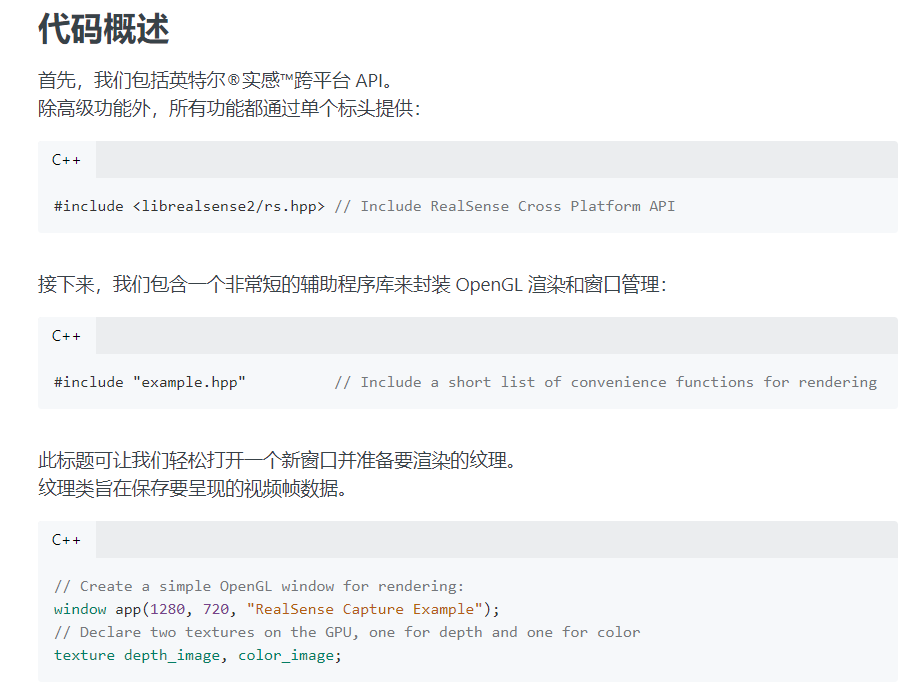 代码概述
首先，我们包括英特尔®实感™跨平台 API。
除高级功能外，所有功能都通过单个标头提供：
C++
#include <librealsense2/rs.hpp> // Include RealSense Cross Platform API
接下来，我们包含一个非常短的辅助程序库来封装 OpenGL 渲染和窗口管理：
C++
#include "example.hpp"          // Include a short list of convenience functions for rendering
此标题可让我们轻松打开一个新窗口并准备要渲染的纹理。
纹理类旨在保存要呈现的视频帧数据。
C++
// Create a simple OpenGL window for rendering:
window app(1280, 720, "RealSense Capture Example");
// Declare two textures on the GPU, one for depth and one for color
texture depth_image, color_image;